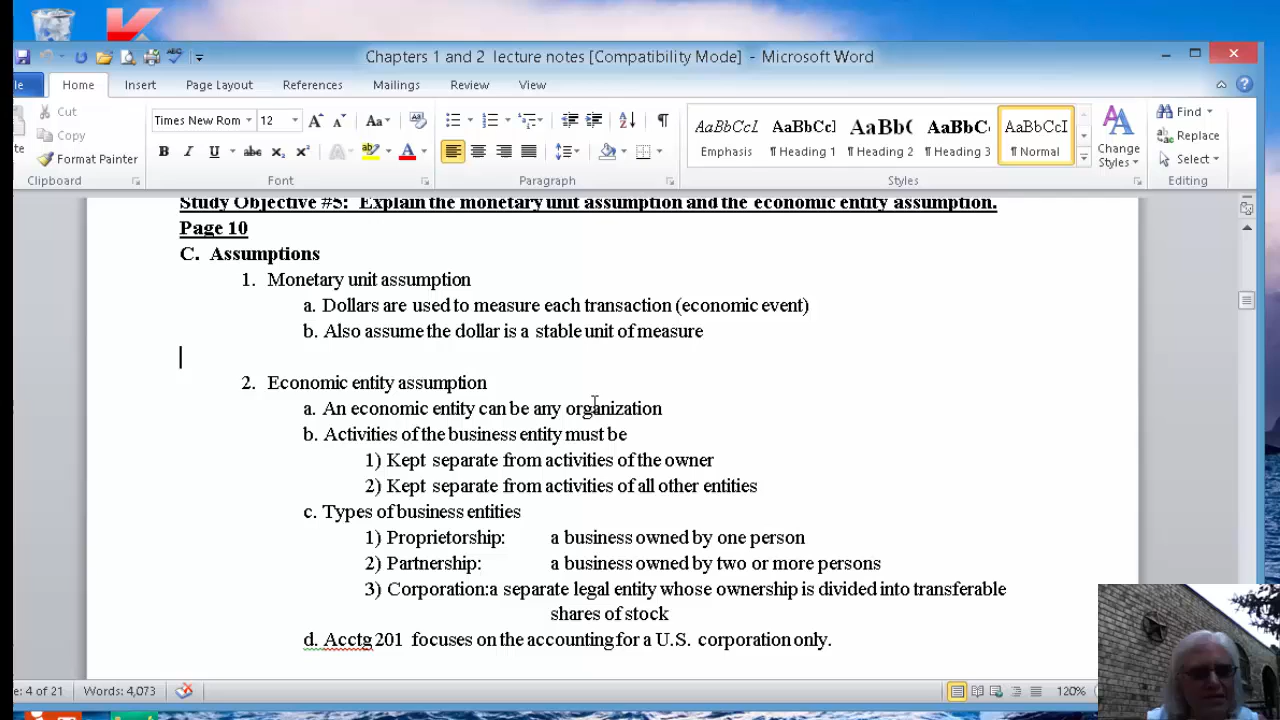 Chapters 1 and 2 lecture notes [Compatibility Mode] - Microsoft Word
le Home Insert Page Layout References Mailings Review View
Cut
Copy
te Format Painter
Clipboard
Times New Rom 12
Font
Paragraph
AaBbCcI AaBbCc] AaBb( AaBbC AaBbCcI
Emphasis ¶ Heading 1 ¶ Heading 2 ¶ Heading 3 ¶ Normal
Change Styles
Styles
Find
Replace
Select
Editing
Study Objective #5: Explain the monetary unit assumption and the economic entity assumption.
Page 10
C. Assumptions
1. Monetary unit assumption
a. Dollars are used to measure each transaction (economic event)
b. Also assume the dollar is a stable unit of measure
2. Economic entity assumption
a. An economic entity can be any organization
b. Activities of the business entity must be
1) Kept separate from activities of the owner
2) Kept separate from activities of all other entities
c. Types of business entities
1) Proprietorship: a business owned by one person
2) Partnership: a business owned by two or more persons
3) Corporation:a separate legal entity whose ownership is divided into transferable
shares of stock
d. Acctg 201 focuses on the accounting for a U.S. corporation only.
e: 4 of 21 Words: 4,073 120%